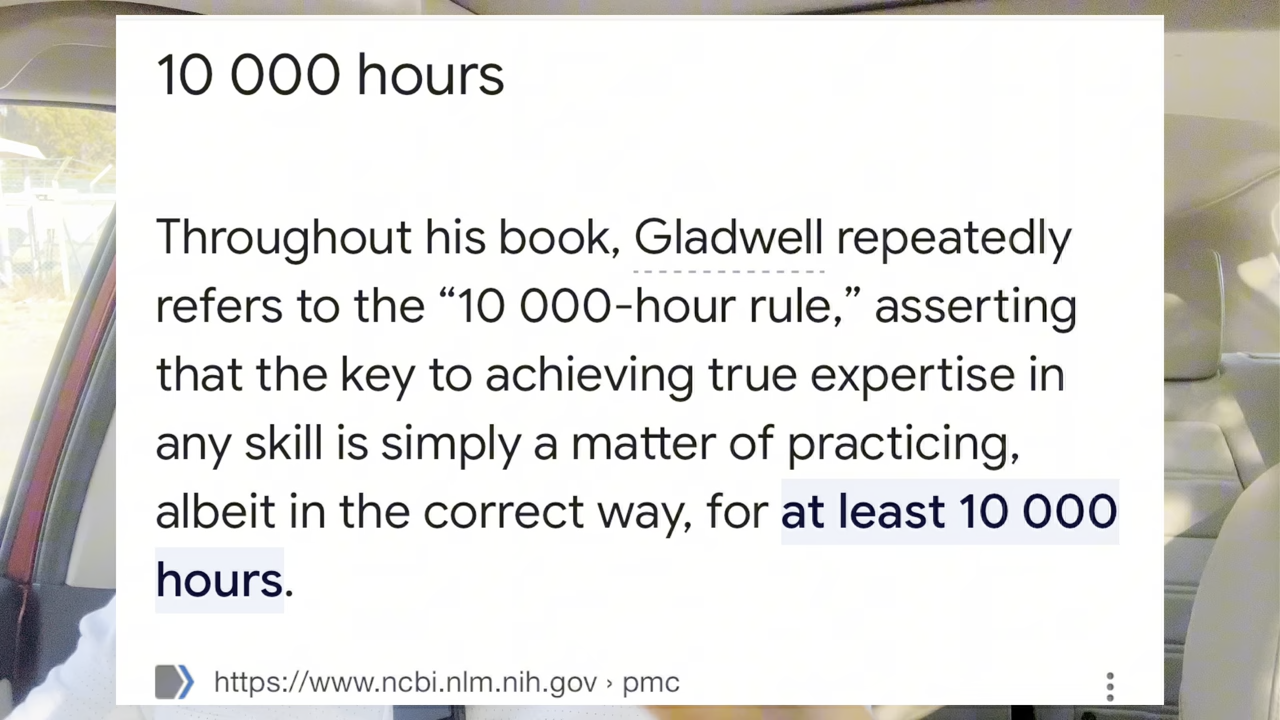 10 000 hours
Throughout his book, Gladwell repeatedly
refers to the “10 000-hour rule,” asserting
that the key to achieving true expertise in
any skill is simply a matter of practicing,
albeit in the correct way, for at least 10 000
hours.
https://www.ncbi.nlm.nih.gov › pmc